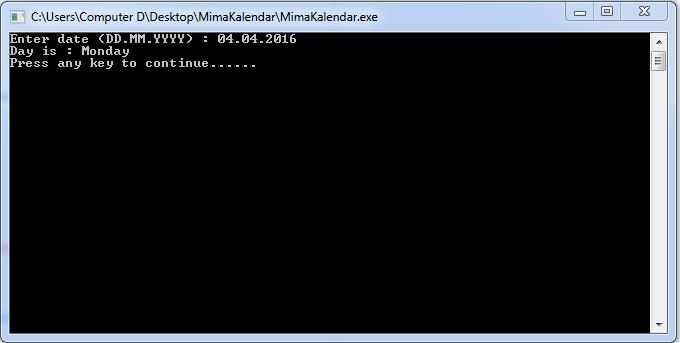 C:\Users\Computer D\Desktop\MimaKalendar\MimaKalendar.exe
Enter date (DD.MM.YYYY) : 04.04.2016
Day is : Monday
Press any key to continue......